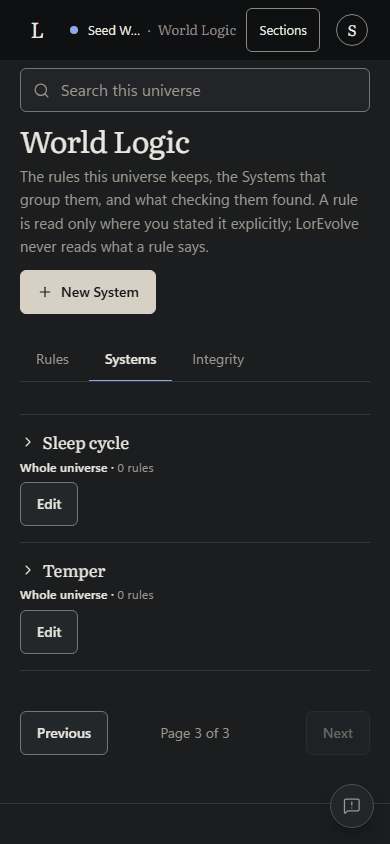 L
Seed W... · World Logic
Sections
S
Search this universe
World Logic
The rules this universe keeps, the Systems that
group them, and what checking them found. A rule
is read only where you stated it explicitly; LorEvolve
never reads what a rule says.
+ New System
Rules
Systems
Integrity
Sleep cycle
Whole universe · 0 rules
Edit
Temper
Whole universe · 0 rules
Edit
Previous
Page 3 of 3
Next